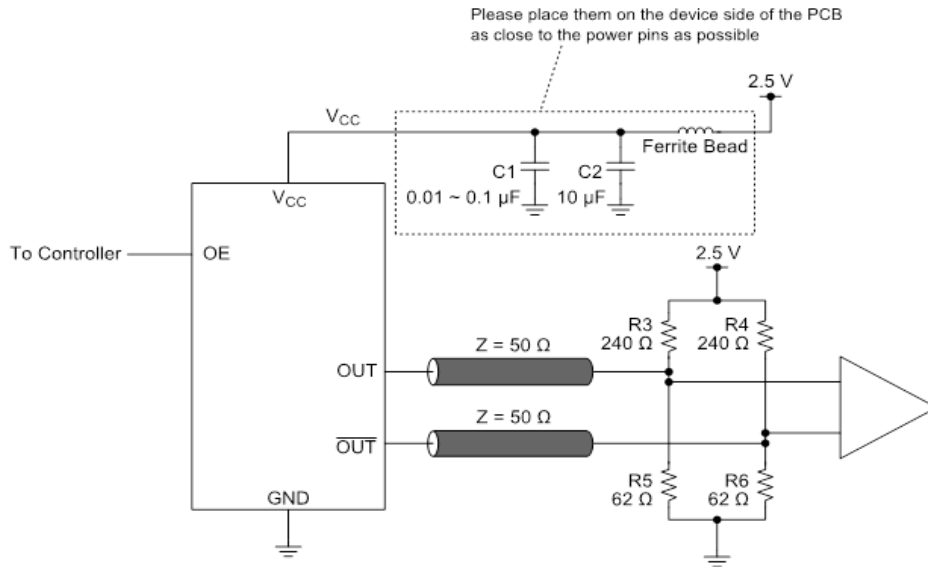 Please place them on the device side of the PCB
as close to the power pins as possible
2.5 V
VCC
Ferrite Bead
C1
C2
0.01 ~ 0.1 µF
10 µF
VCC
To Controller
OE
2.5 V
R3
240 Ω
R4
240 Ω
Z = 50 Ω
OUT
Z = 50 Ω
OUT
R5
62 Ω
R6
62 Ω
GND